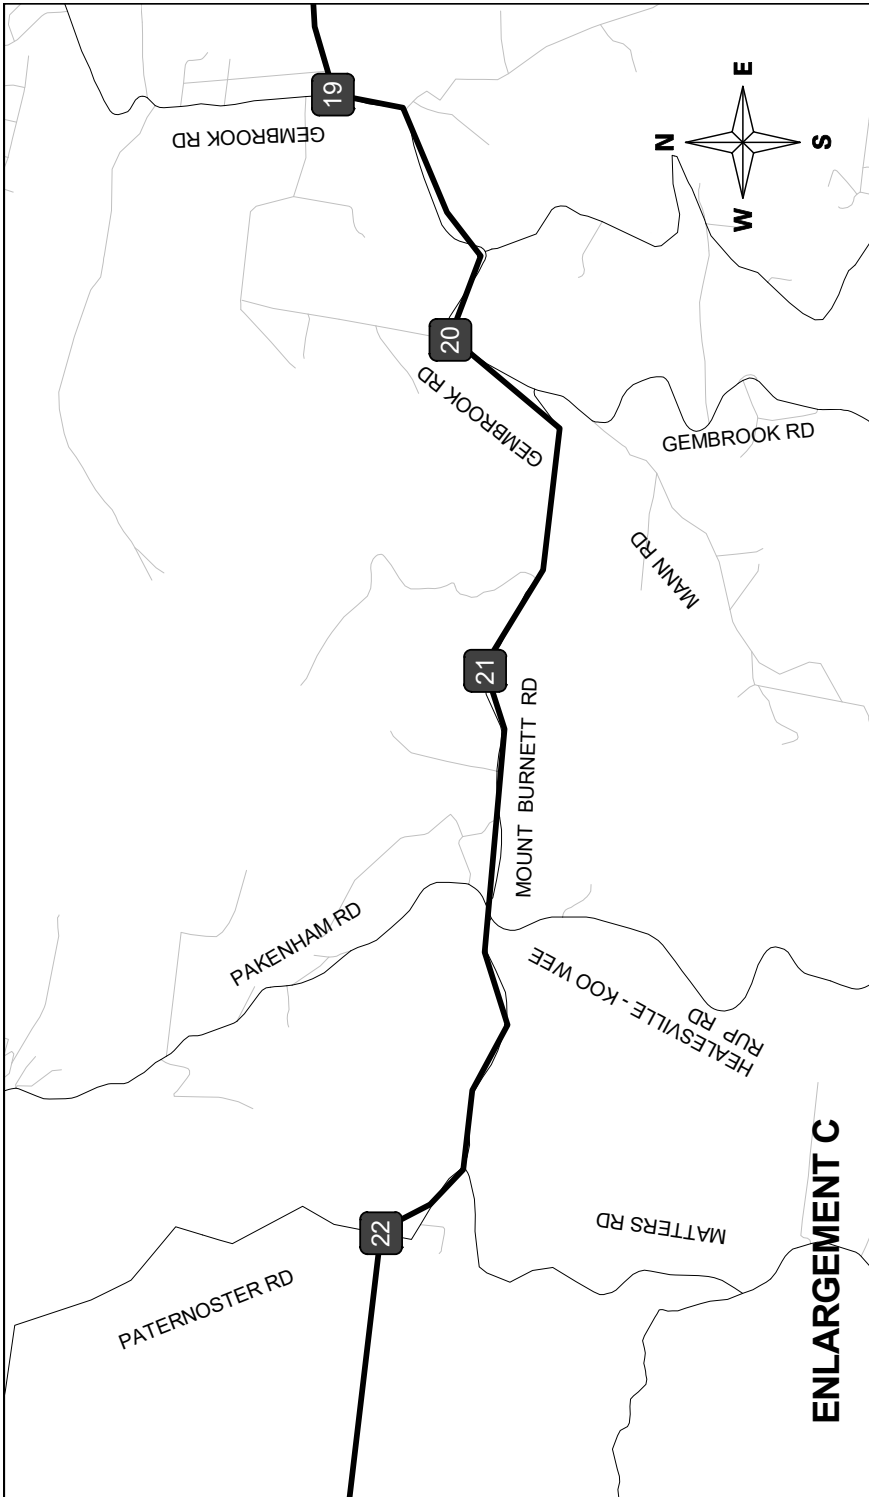 19
GEMBROOK RD
N
E
S
W
20
GEMBROOK RD
GEMBROOK RD
MANN RD
21
MOUNT BURNETT RD
PAKENHAM RD
HEALESVILLE - KOO WEE
RUP RD
22
PATERNOSTER RD
MATTERS RD
ENLARGEMENT C